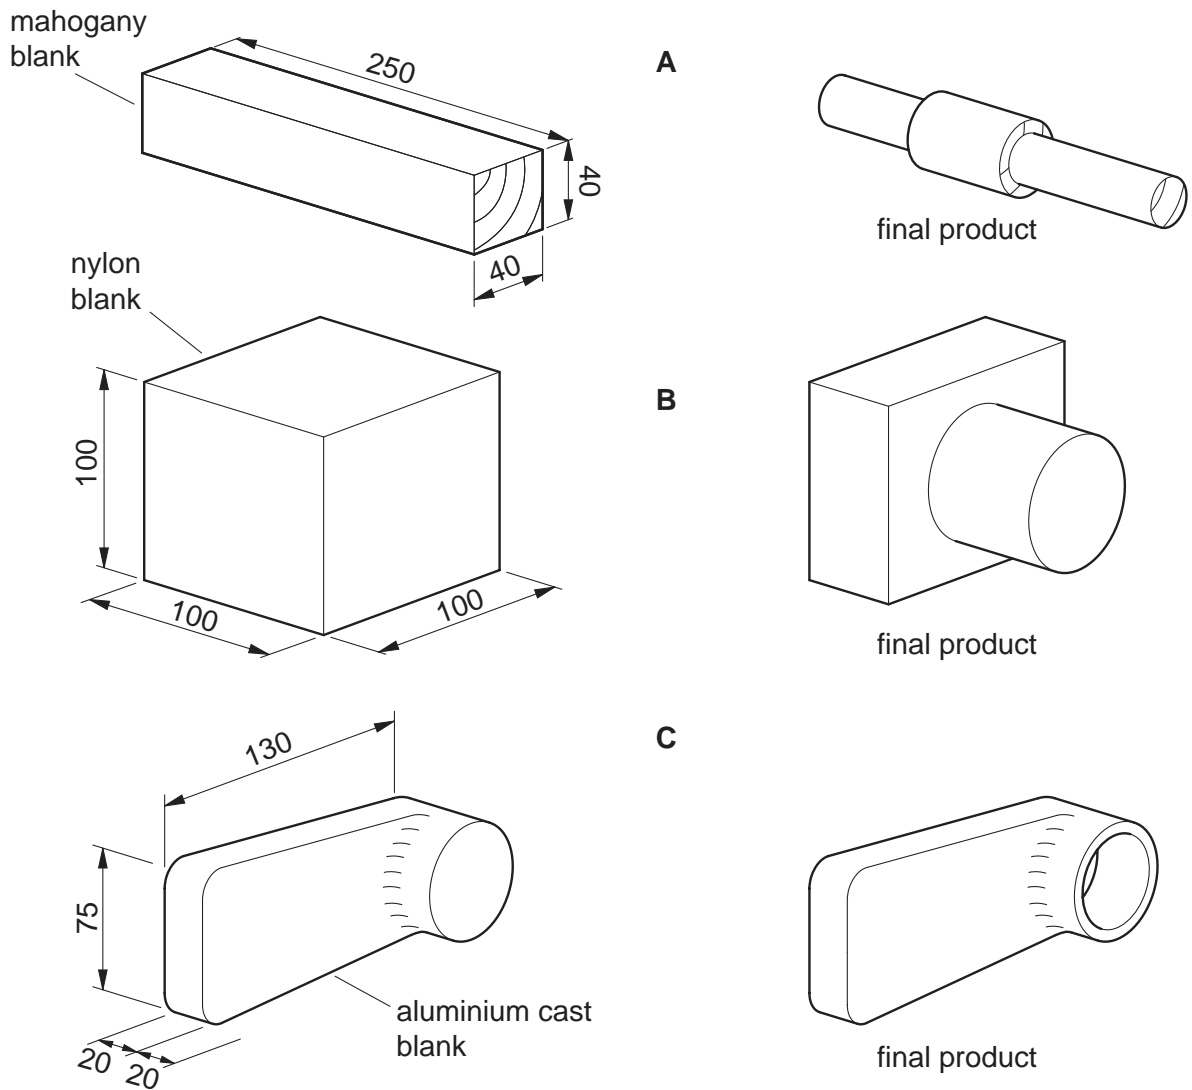 mahogany
blank
250
40
40
A
final product
nylon
blank
100
100
100
B
final product
130
75
20
20
aluminium cast
blank
C
final product